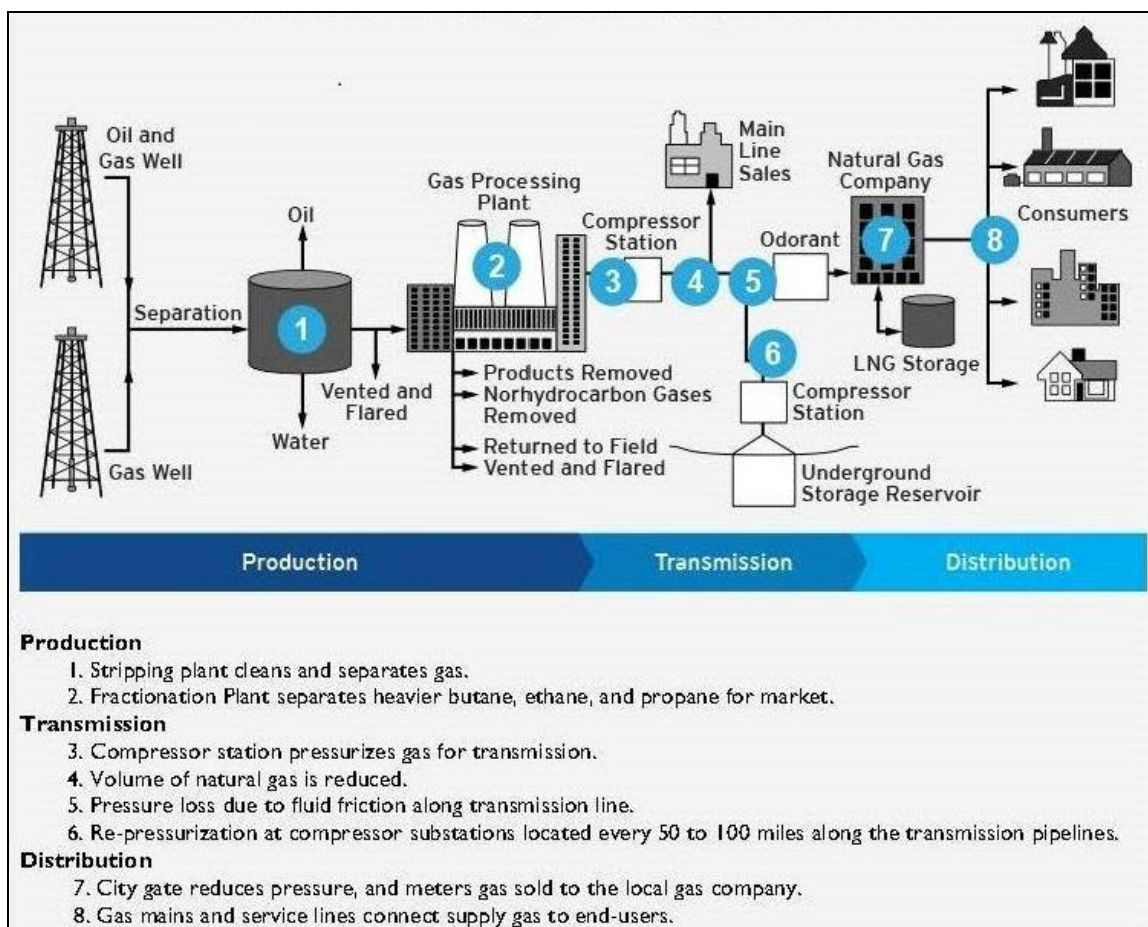 Oil and
Gas Well
Oil
Gas Processing
Plant
Main
Line
Sales
Natural Gas
Company
Compressor
Station
Odorant
Consumers
1
2
3
4
5
6
7
8
Separation
Vented and
Flared
Water
Gas Well
Products Removed
Norhydrocarbon Gases
Removed
Returned to Field
Vented and Flared
LNG Storage
Compressor
Station
Underground
Storage Reservoir
Production
Transmission
Distribution
Production
1. Stripping plant cleans and separates gas.
2. Fractionation Plant separates heavier butane, ethane, and propane for market.
Transmission
3. Compressor station pressurizes gas for transmission.
4. Volume of natural gas is reduced.
5. Pressure loss due to fluid friction along transmission line.
6. Re-pressurization at compressor substations located every 50 to 100 miles along the transmission pipelines.
Distribution
7. City gate reduces pressure, and meters gas sold to the local gas company.
8. Gas mains and service lines connect supply gas to end-users.